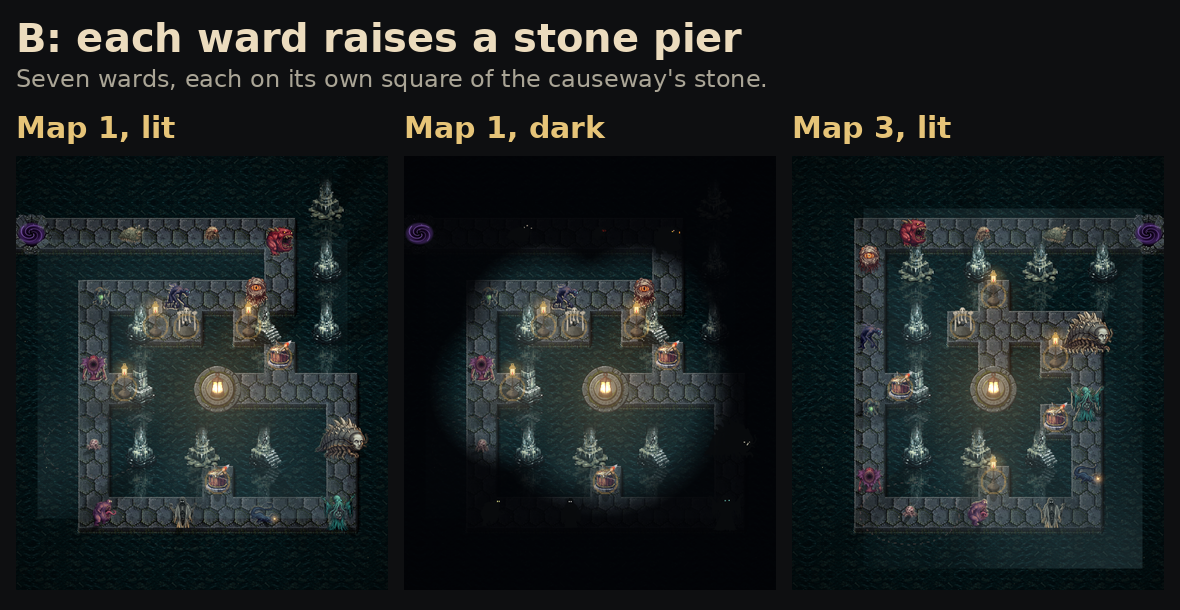 B: each ward raises a stone pier
Seven wards, each on its own square of the causeway's stone.
Map 1, lit
Map 1, dark
Map 3, lit